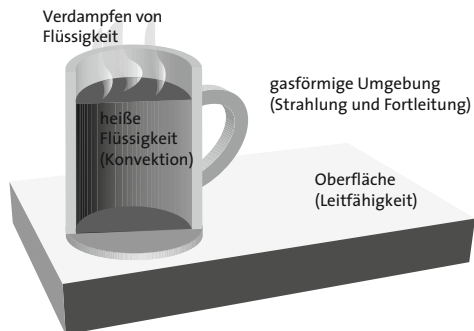 Verdampfen von
Flüssigkeit
heiße
Flüssigkeit
(Konvektion)
gasförmige Umgebung
(Strahlung und Fortleitung)
Oberfläche
(Leitfähigkeit)